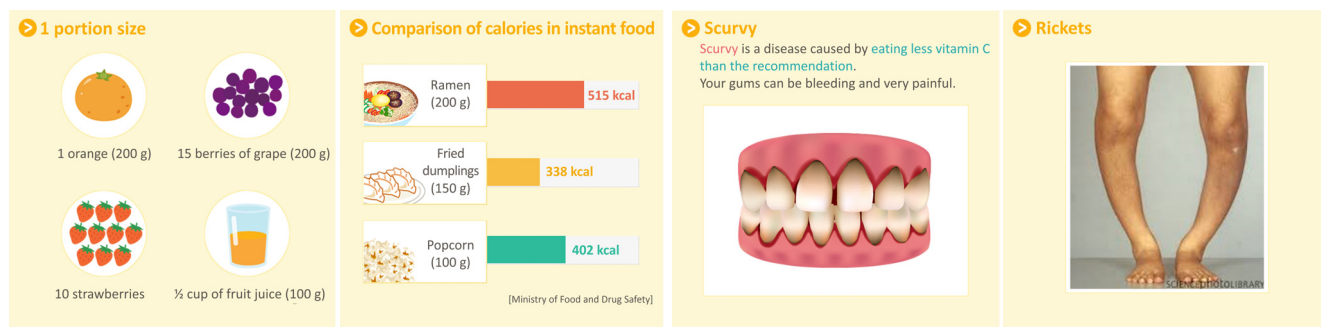 1 portion size
1 orange (200 g)
15 berries of grape (200 g)
10 strawberries
½ cup of fruit juice (100 g)
Comparison of calories in instant food
Ramen
(200 g)
515 kcal
Fried
dumplings
(150 g)
338 kcal
Popcorn
(100 g)
402 kcal
[Ministry of Food and Drug Safety]
Scurvy
Scurvy is a disease caused by eating less vitamin C
than the recommendation.
Your gums can be bleeding and very painful.
Rickets
SCIENCEphotoLIBRARY